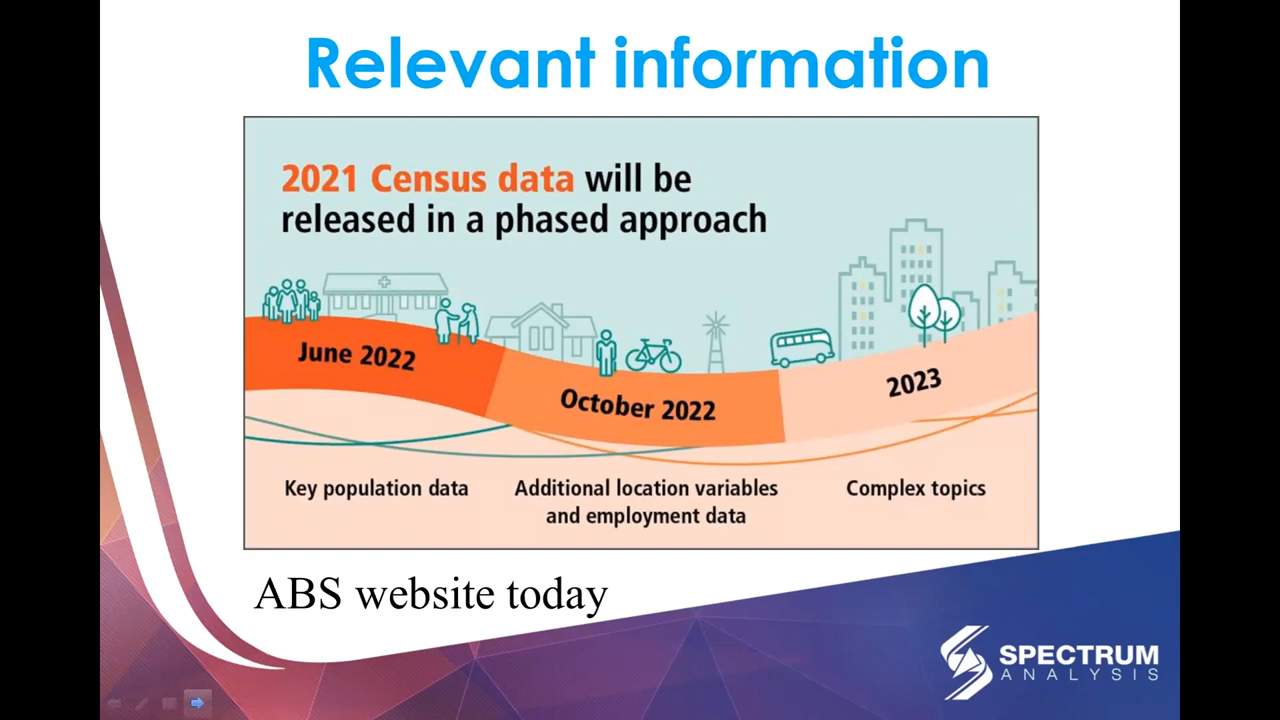 Relevant information
2021 Census data will be
released in a phased approach
June 2022
October 2022
2023
Key population data
Additional location variables
and employment data
Complex topics
ABS website today
SPECTRUM
ANALYSIS